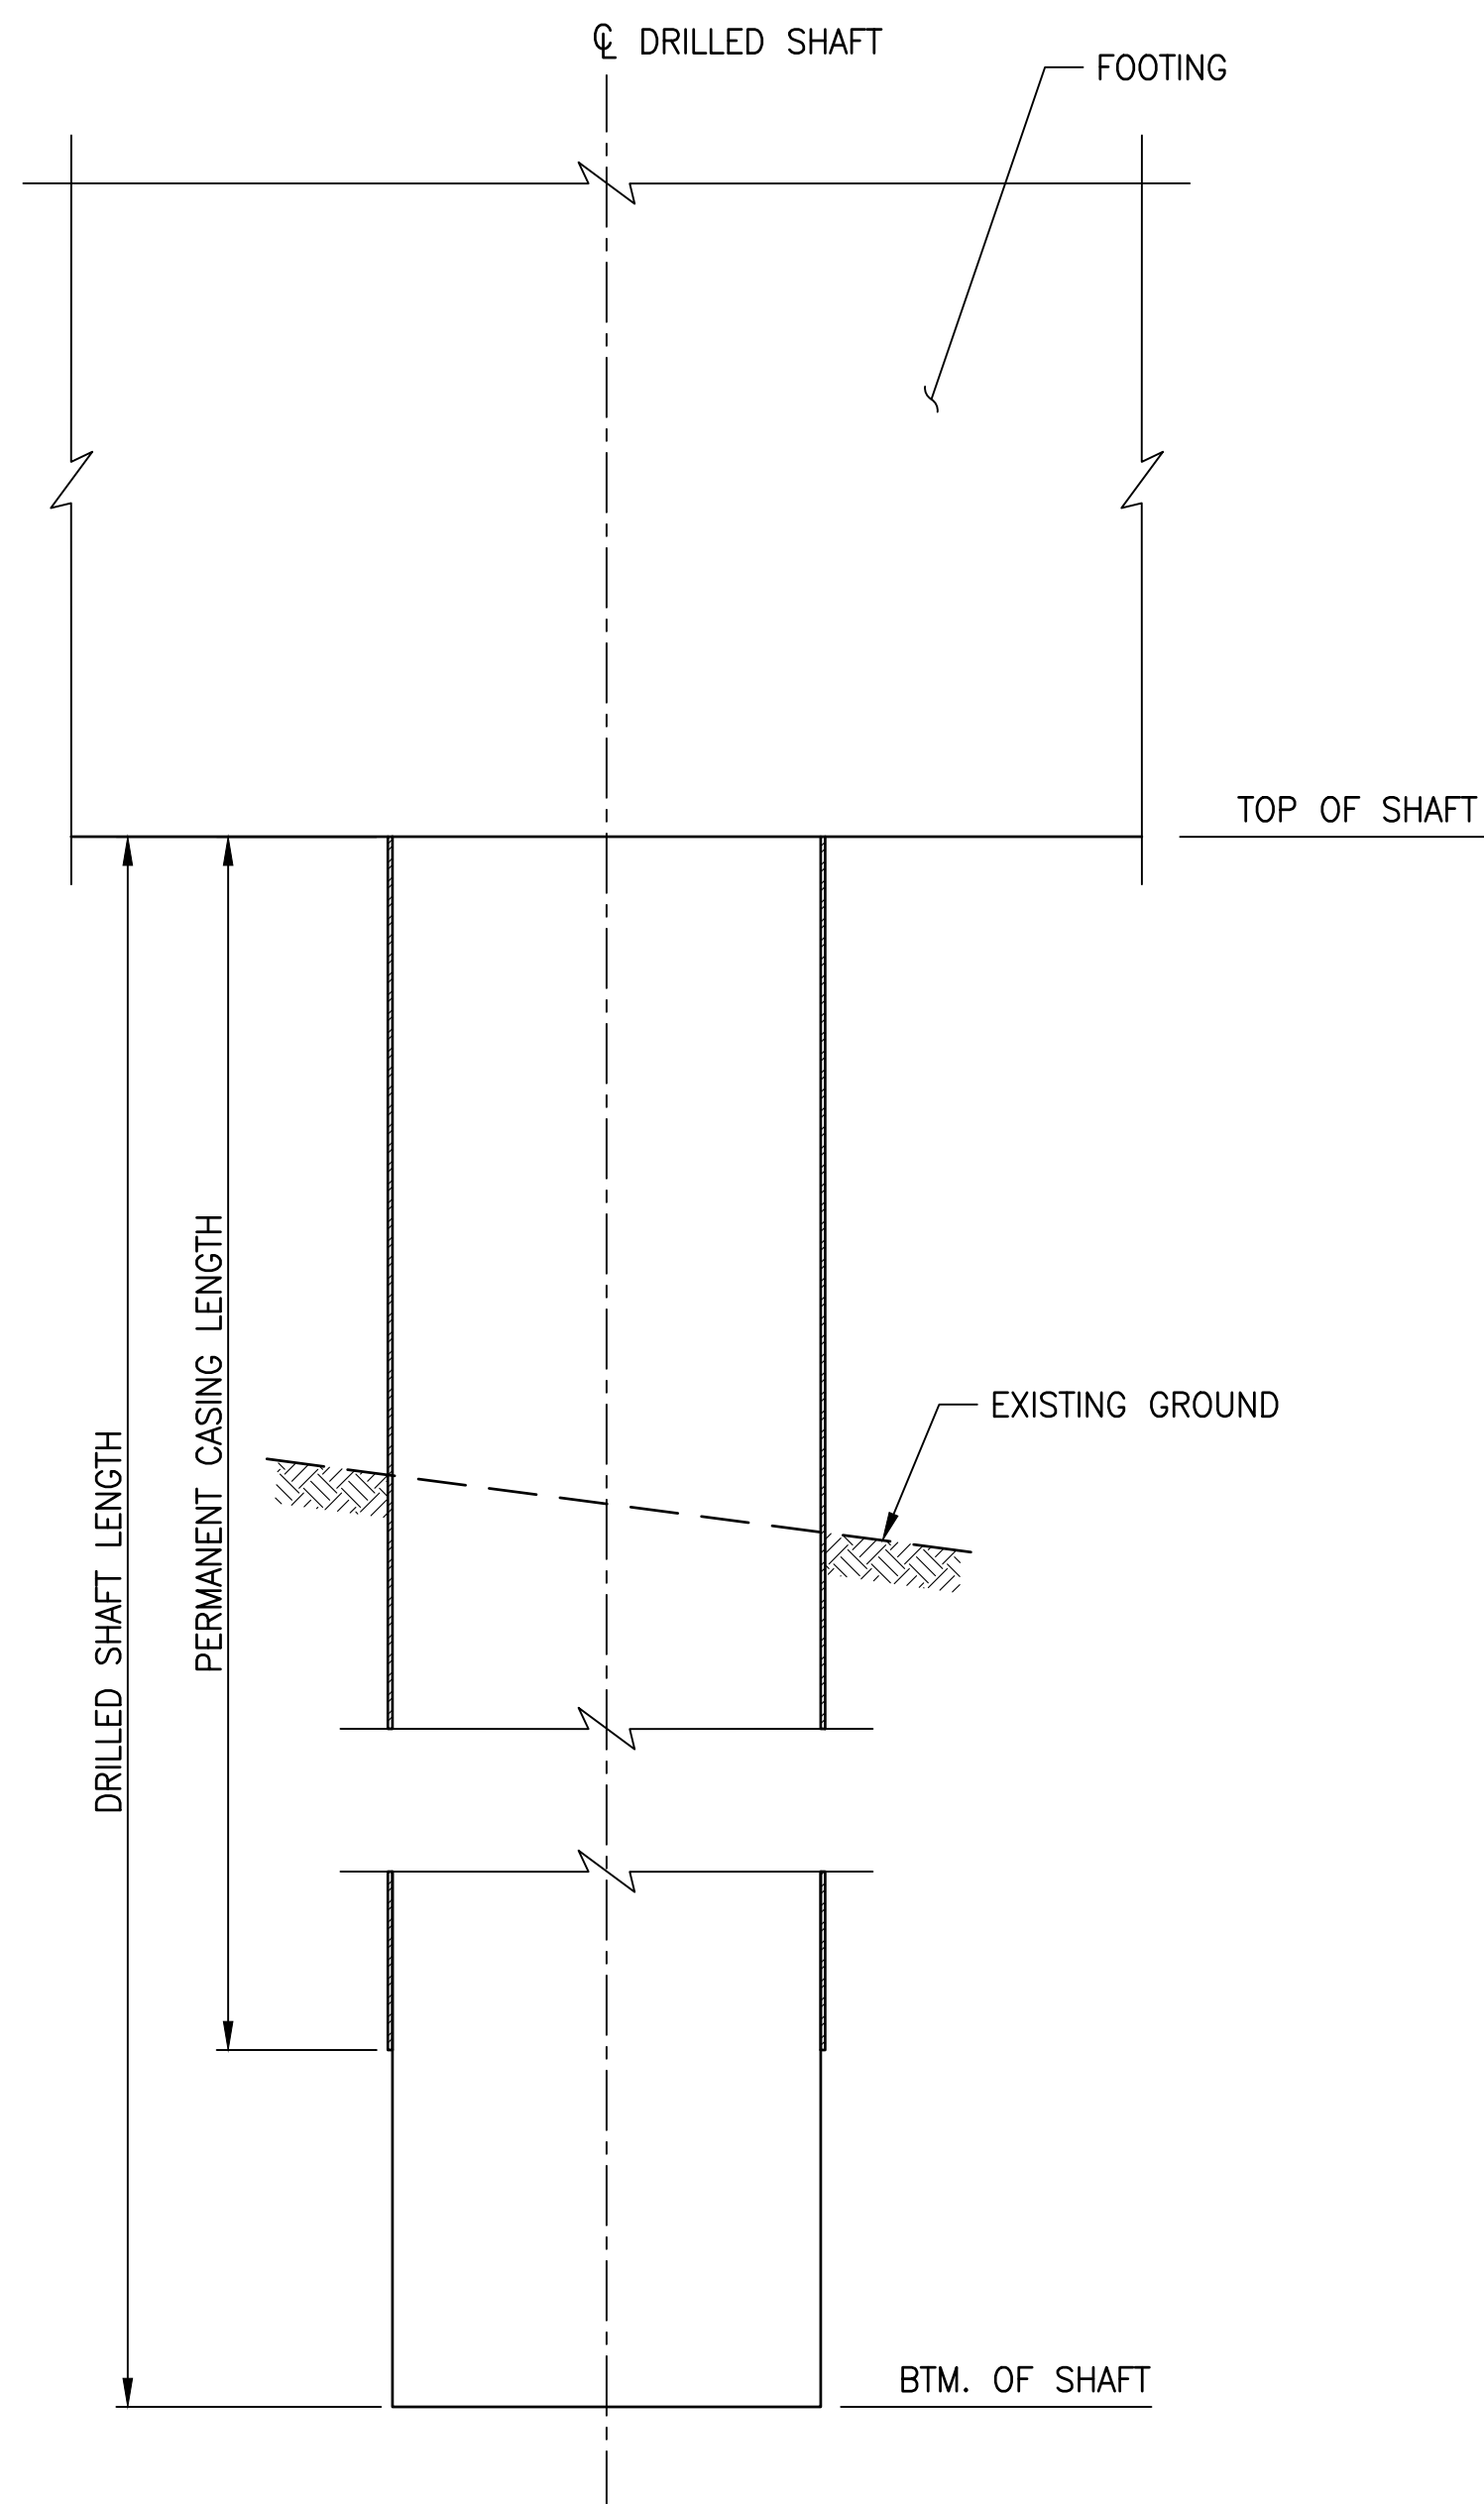 ℄ DRILLED SHAFT
FOOTING
TOP OF SHAFT
PERMANENT CASING LENGTH
EXISTING GROUND
DRILLED SHAFT LENGTH
BTM. OF SHAFT